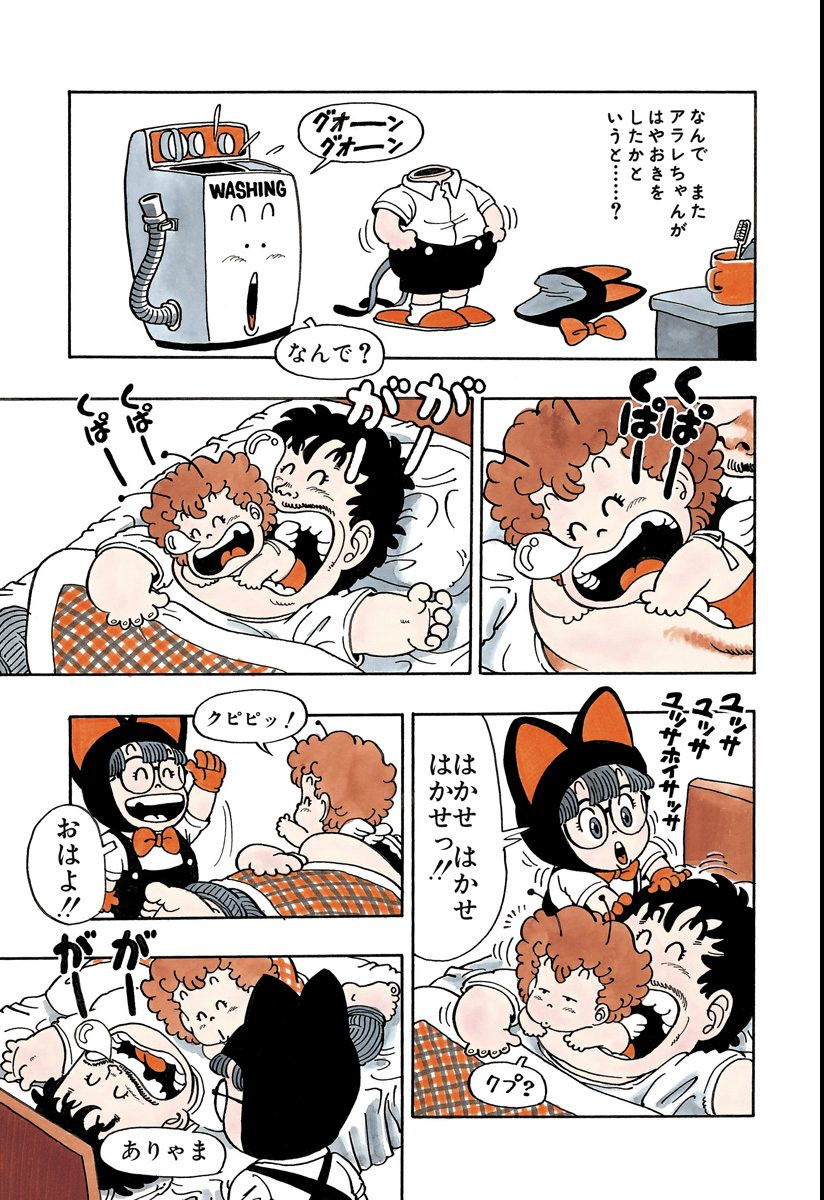 なんで また
アラレちゃんが
はやおきを
したかと
いうと……?
グオーーン
グオーーン
WASHING
なんで?
くぱー
くぱー
がー
がー
くぱー
くぱー
ユッサ
ユッサ
ユッサホイサッサ
はかせ はかせ
はかせっ!!
クプ?
クピピッ!
おはよ!!
がー
がー
ありゃま